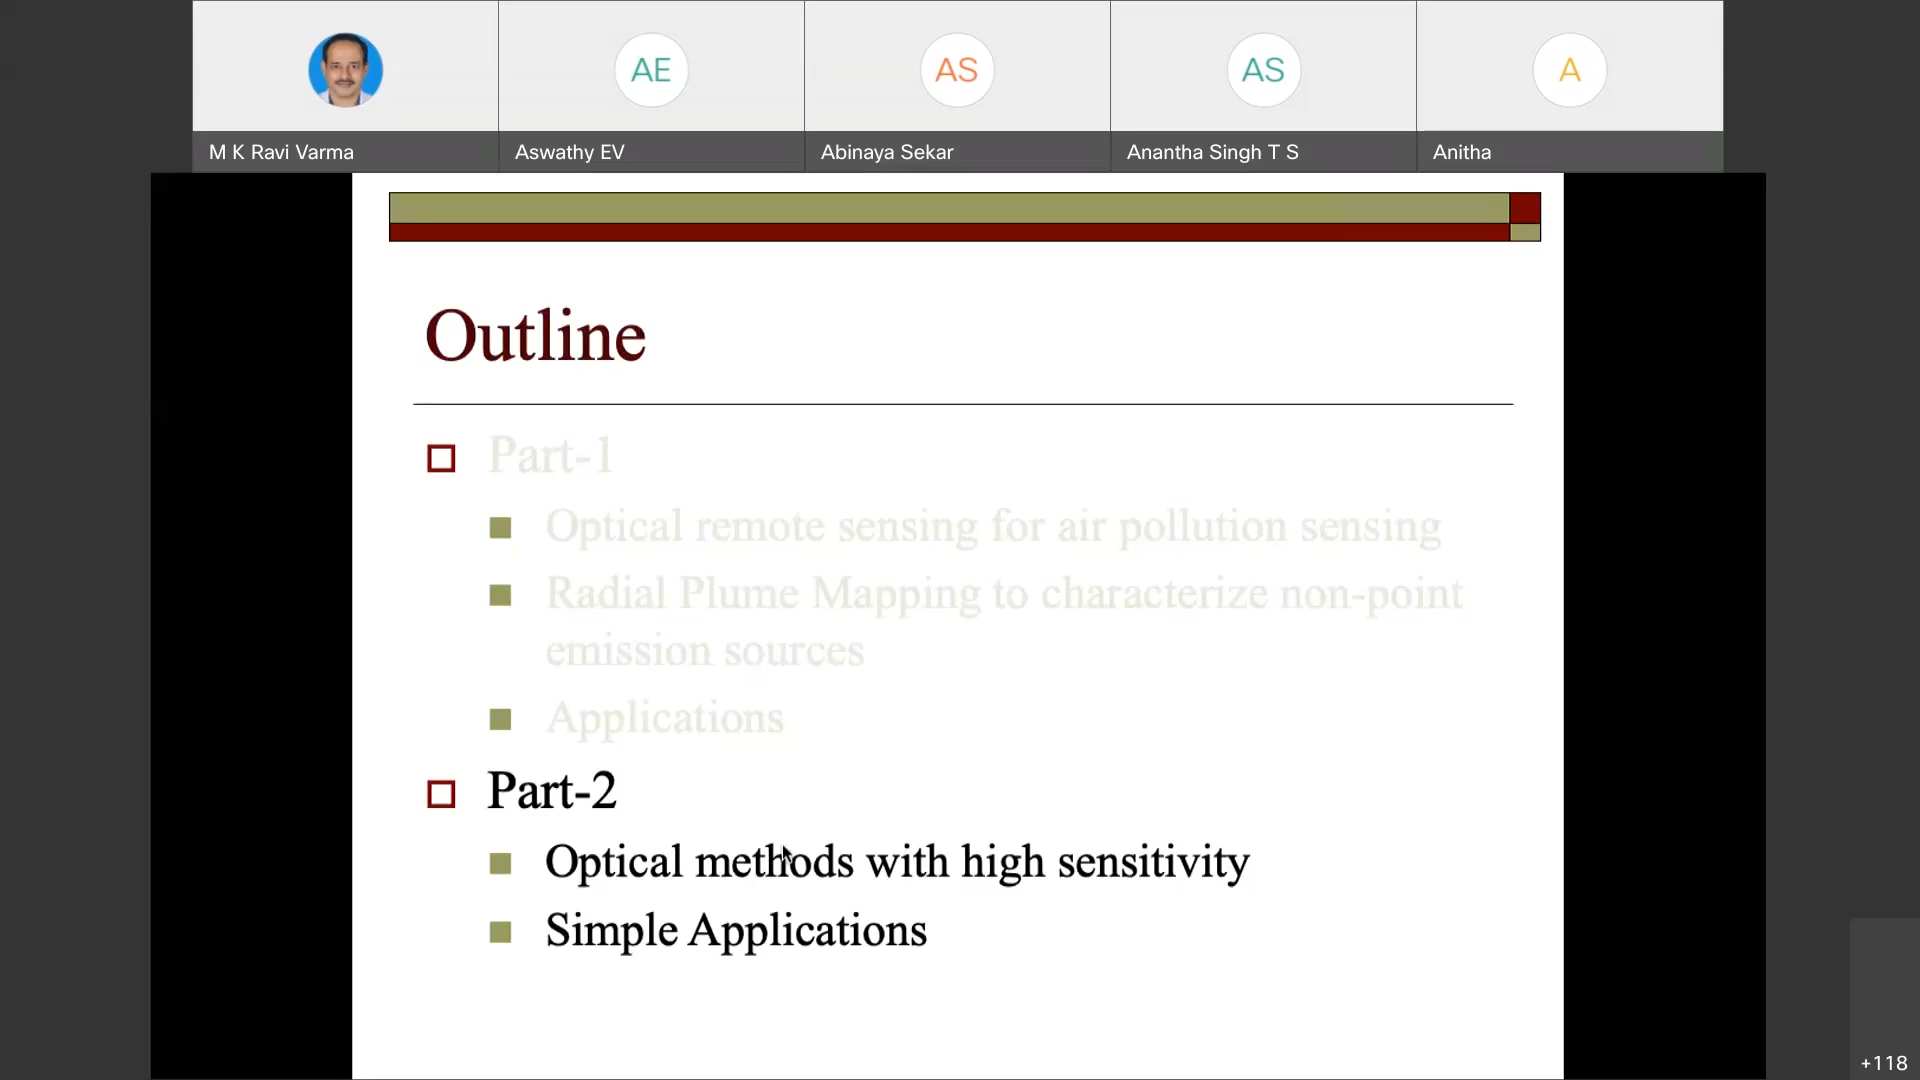 AE
AS
AS
A
M K Ravi Varma
Aswathy EV
Abinaya Sekar
Anantha Singh T S
Anitha
Outline
Part-1
Optical remote sensing for air pollution sensing
Radial Plume Mapping to characterize non-point
emission sources
Applications
Part-2
Optical methods with high sensitivity
Simple Applications
+118